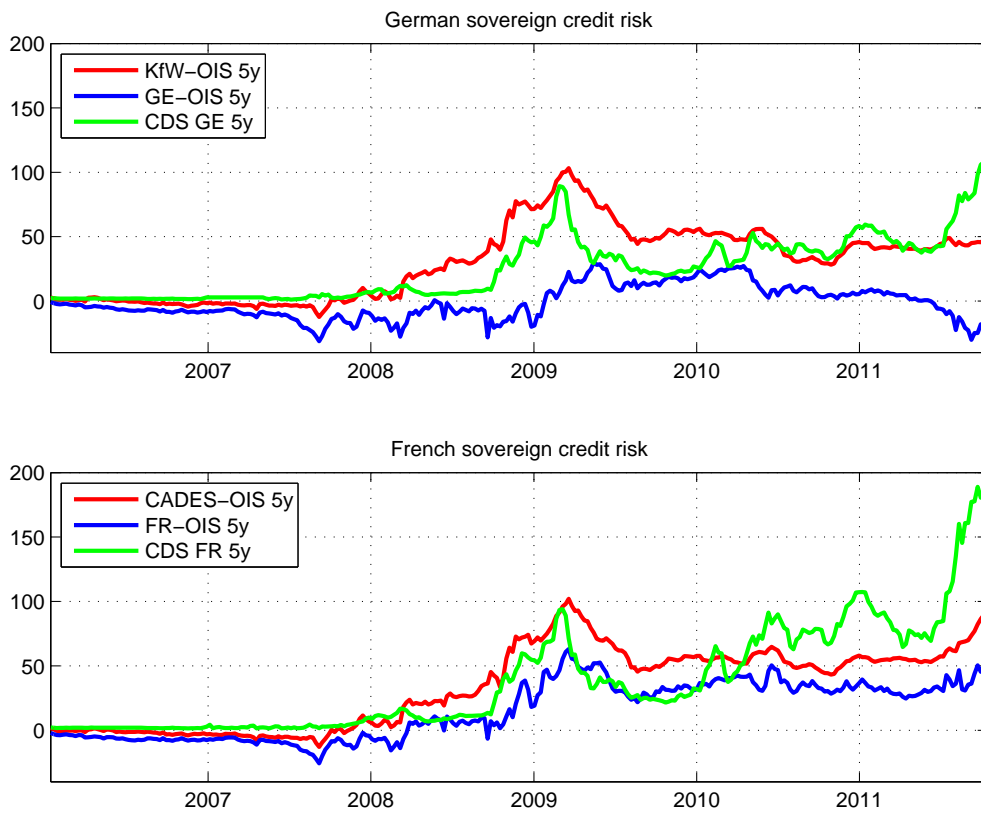 German sovereign credit risk
200
150
100
50
0
KfW−OIS 5y
GE−OIS 5y
CDS GE 5y
2007 2008 2009 2010 2011
French sovereign credit risk
200
150
100
50
0
CADES−OIS 5y
FR−OIS 5y
CDS FR 5y
2007 2008 2009 2010 2011